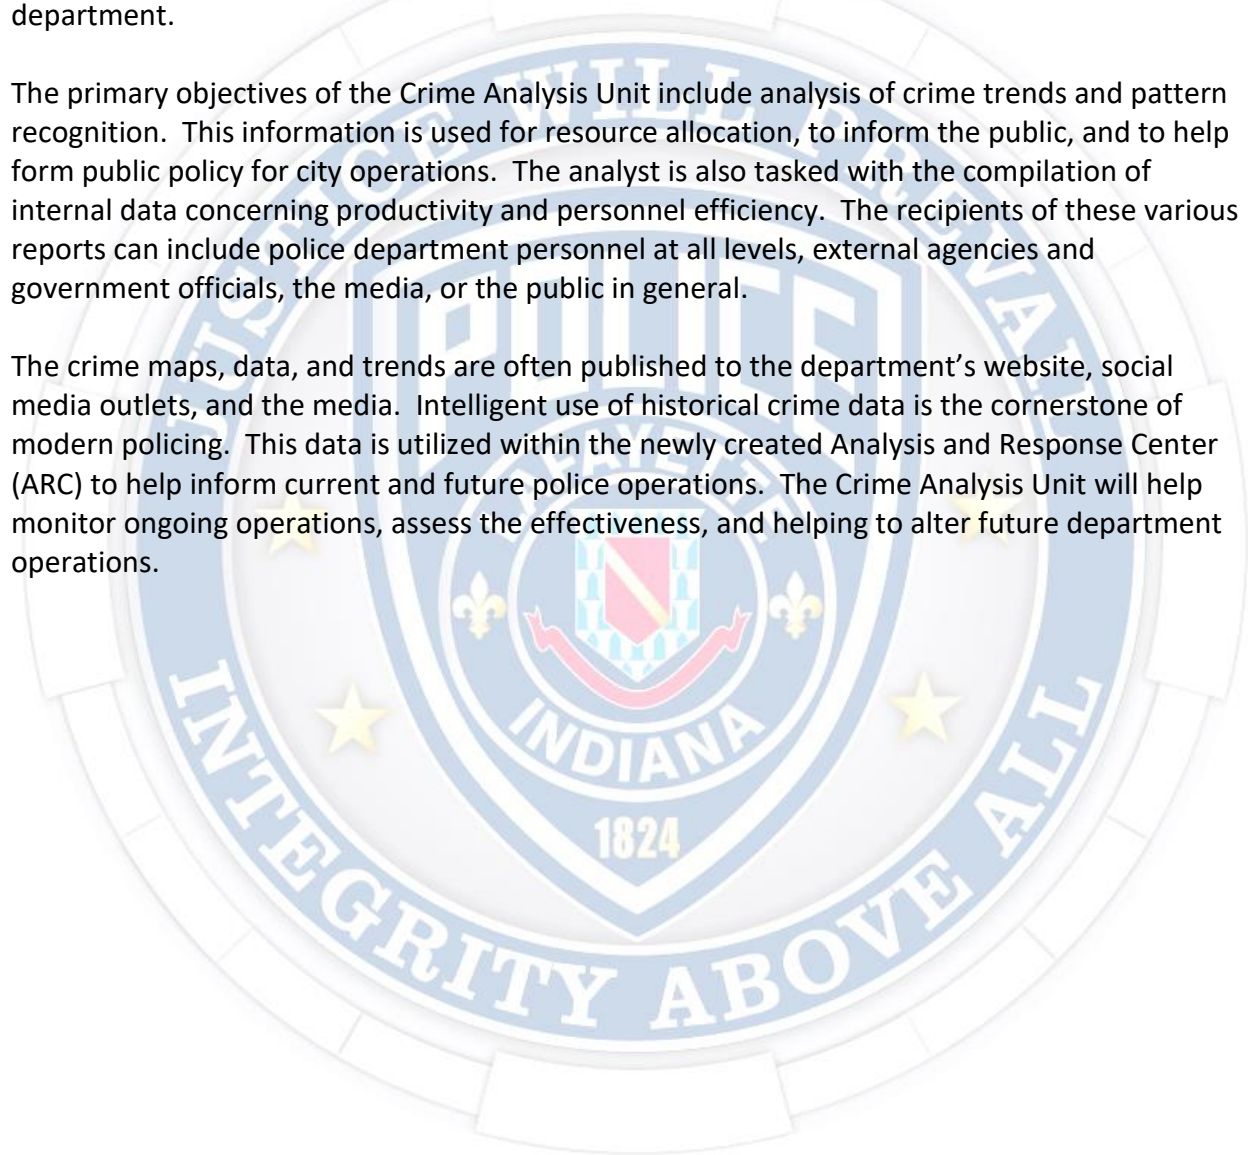 department.
The primary objectives of the Crime Analysis Unit include analysis of crime trends and pattern
recognition.  This information is used for resource allocation, to inform the public, and to help
form public policy for city operations.  The analyst is also tasked with the compilation of
internal data concerning productivity and personnel efficiency.  The recipients of these various
reports can include police department personnel at all levels, external agencies and
government officials, the media, or the public in general.
The crime maps, data, and trends are often published to the department’s website, social
media outlets, and the media.  Intelligent use of historical crime data is the cornerstone of
modern policing.  This data is utilized within the newly created Analysis and Response Center
(ARC) to help inform current and future police operations.  The Crime Analysis Unit will help
monitor ongoing operations, assess the effectiveness, and helping to alter future department
operations.
JUSTICE WILL PREVAIL
POLICE
LAFAYETTE
INDIANA
1824
INTEGRITY ABOVE ALL